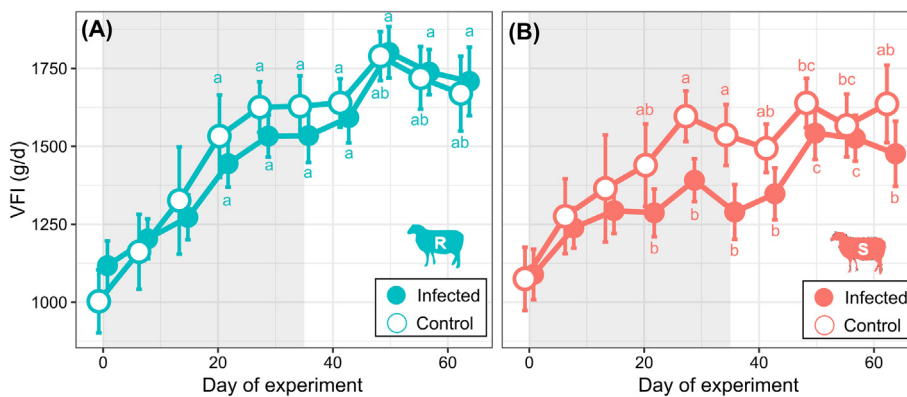 (A)
(B)
VFI (g/d)
1750
1500
1250
1000
a a a a a a a
ab ab ab
a a a a
R
Infected
Control
0 20 40 60
Day of experiment
ab a a ab bc bc ab
b b b b c c b
S
Infected
Control
0 20 40 60
Day of experiment